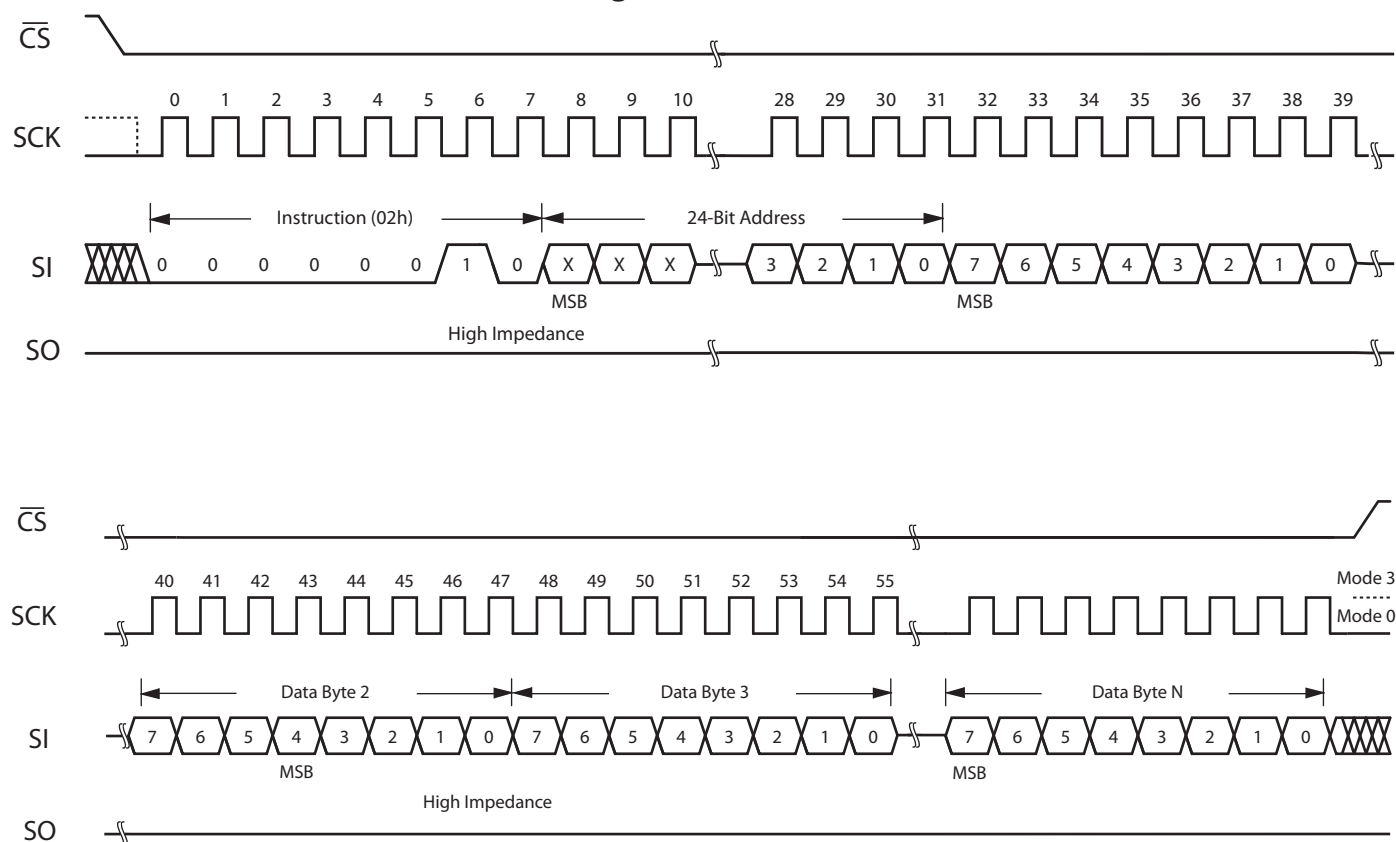 CS
0 1 2 3 4 5 6 7 8 9 10 28 29 30 31 32 33 34 35 36 37 38 39
SCK
Instruction (02h) 24-Bit Address
SI 0 0 0 0 0 0 1 0 X X X 3 2 1 0 7 6 5 4 3 2 1 0
MSB MSB
High Impedance
SO
CS
40 41 42 43 44 45 46 47 48 49 50 51 52 53 54 55 Mode 3
SCK Mode 0
Data Byte 2 Data Byte 3 Data Byte N
SI 7 6 5 4 3 2 1 0 7 6 5 4 3 2 1 0 7 6 5 4 3 2 1 0
MSB MSB
High Impedance
SO